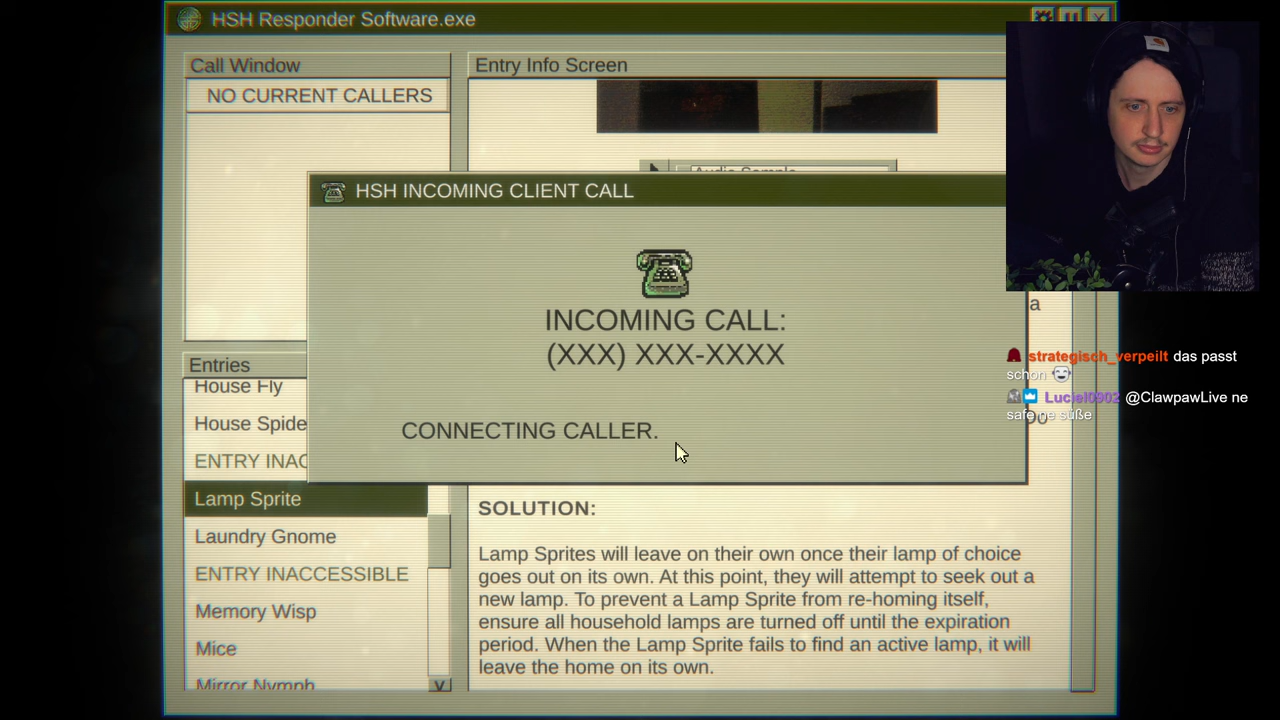 HSH Responder Software.exe
Call Window
NO CURRENT CALLERS
Entry Info Screen
Audio Sample
HSH INCOMING CLIENT CALL
INCOMING CALL:
(XXX) XXX-XXXX
CONNECTING CALLER.
Entries
House Fly
House Spide
ENTRY INAC
Lamp Sprite
Laundry Gnome
ENTRY INACCESSIBLE
Memory Wisp
Mice
Mirror Nymph
a
SOLUTION:
Lamp Sprites will leave on their own once their lamp of choice
goes out on its own. At this point, they will attempt to seek out a
new lamp. To prevent a Lamp Sprite from re-homing itself,
ensure all household lamps are turned off until the expiration
period. When the Lamp Sprite fails to find an active lamp, it will
leave the home on its own.
strategisch_verpeilt das passt
schon
Luciel0902 @ClawpawLive ne
safe ne süße